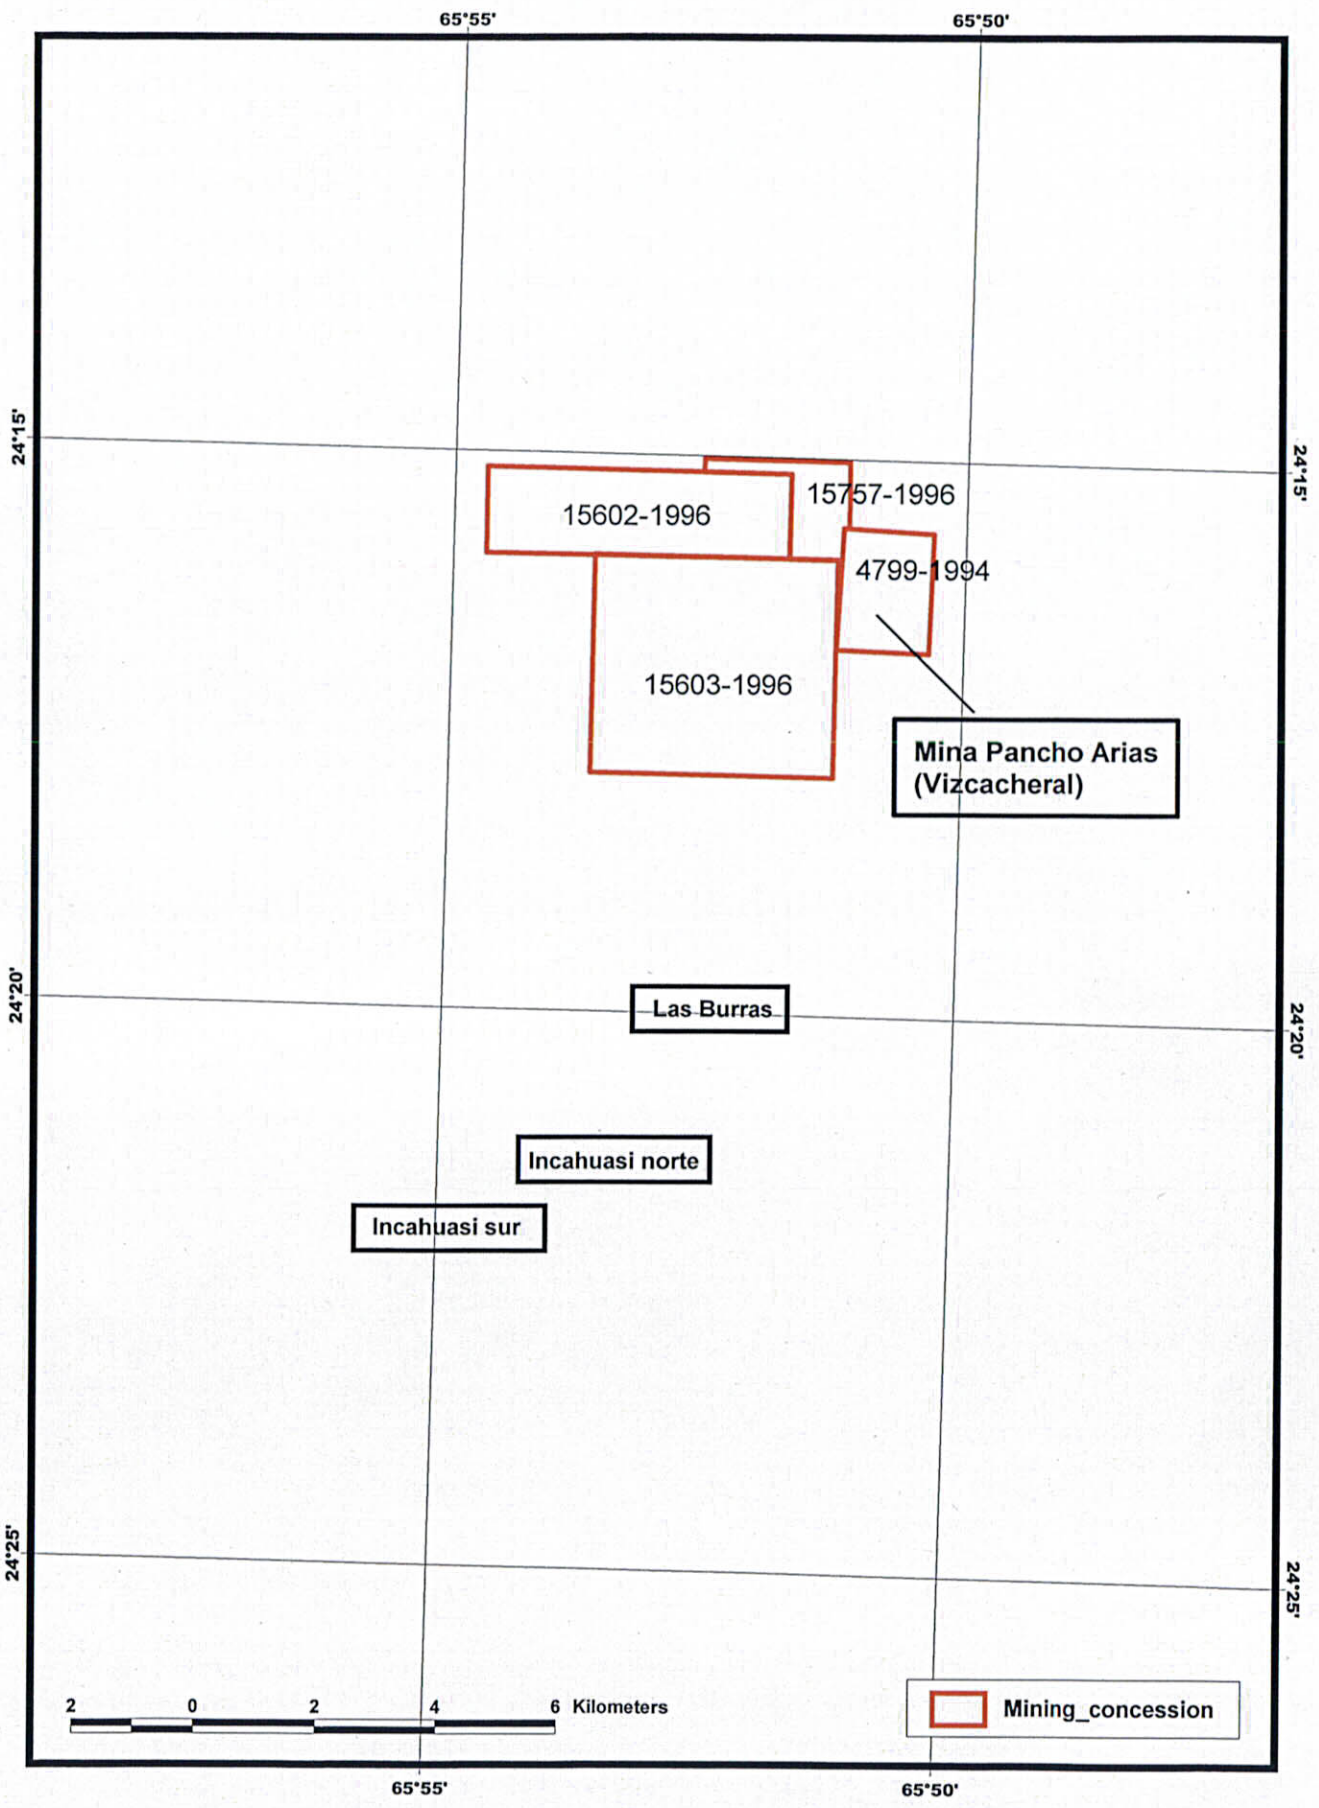 65°55'
65°50'
24°15'
24°15'
15757-1996
15602-1996
4799-1994
15603-1996
Mina Pancho Arias
(Vizcacheral)
24°20'
Las Burras
24°20'
Incahuasi norte
Incahuasi sur
24°25'
24°25'
2 0 2 4 6 Kilometers
Mining_concession
65°55'
65°50'